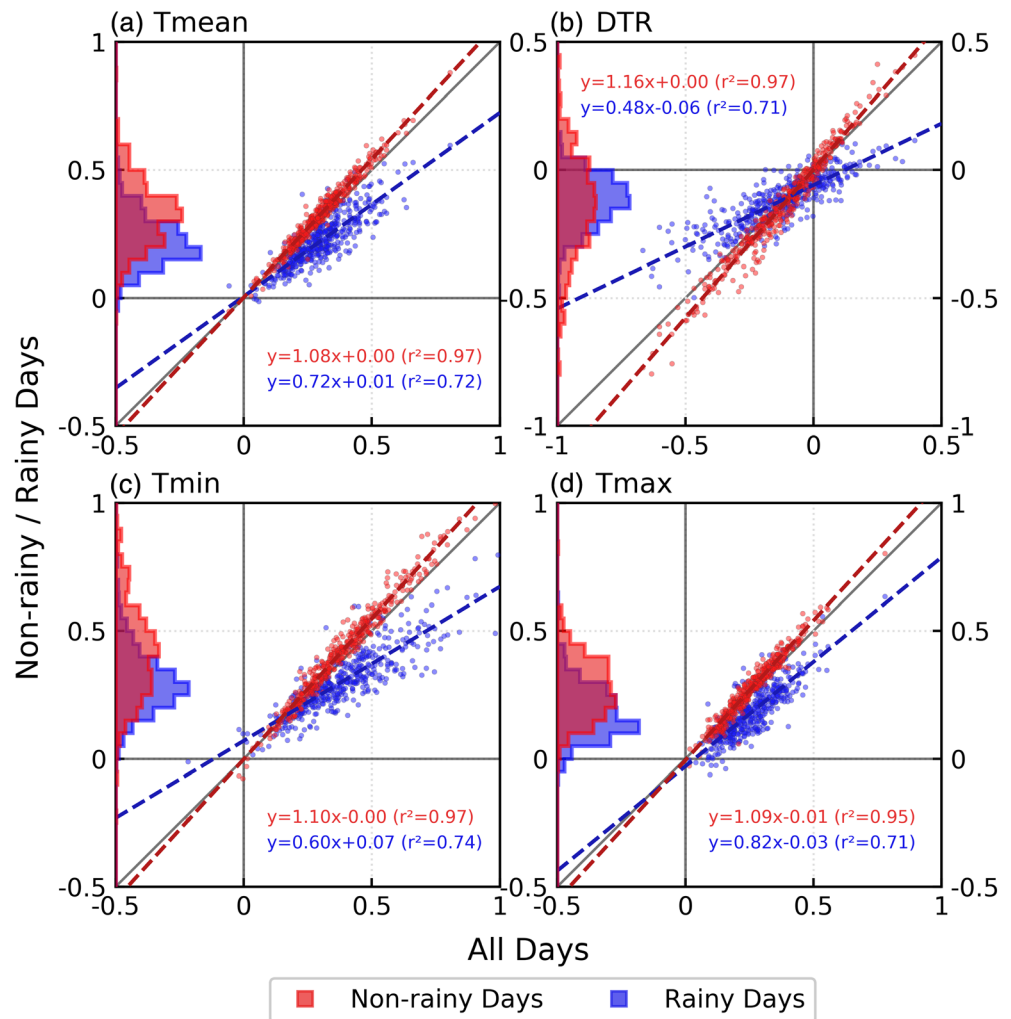 (a) Tmean
(b) DTR
1
0.5
0
-0.5
-0.5
0
0.5
1
y=1.08x+0.00 (r²=0.97)
y=0.72x+0.01 (r²=0.72)
0.5
0
-0.5
-1
0.5
-0.5
-1
-1
-0.5
0
0.5
y=1.16x+0.00 (r²=0.97)
y=0.48x-0.06 (r²=0.71)
Non-rainy / Rainy Days
(c) Tmin
(d) Tmax
1
0.5
0
-0.5
-0.5
0
0.5
1
y=1.10x-0.00 (r²=0.97)
y=0.60x+0.07 (r²=0.74)
1
0.5
0
-0.5
0.5
-0.5
-0.5
0
0.5
1
y=1.09x-0.01 (r²=0.95)
y=0.82x-0.03 (r²=0.71)
All Days
Non-rainy Days
Rainy Days